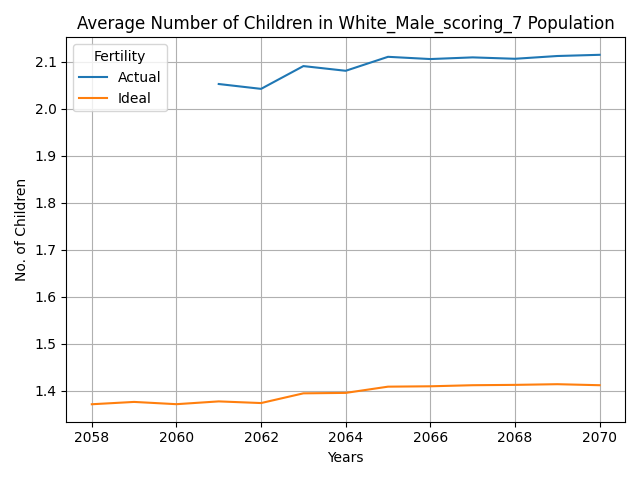 Average Number of Children in White_Male_scoring_7 Population
Fertility
Actual
Ideal
No. of Children
2.1
2.0
1.9
1.8
1.7
1.6
1.5
1.4
2058 2060 2062 2064 2066 2068 2070
Years